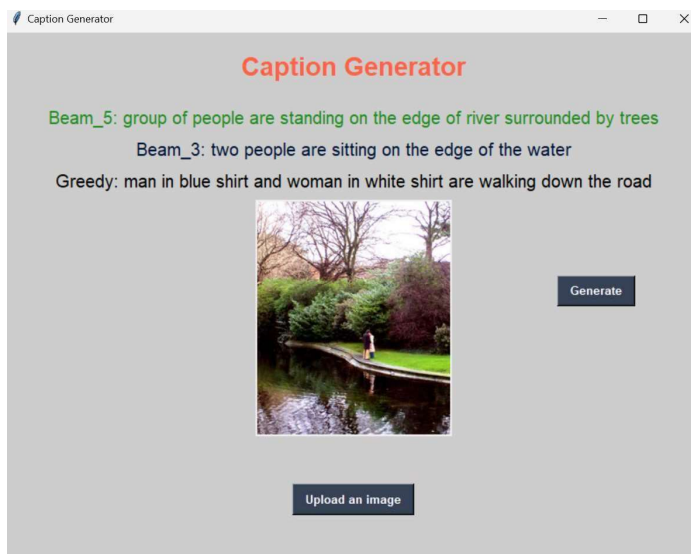 Caption Generator
Caption Generator
Beam_5: group of people are standing on the edge of river surrounded by trees
Beam_3: two people are sitting on the edge of the water
Greedy: man in blue shirt and woman in white shirt are walking down the road
Generate
Upload an image